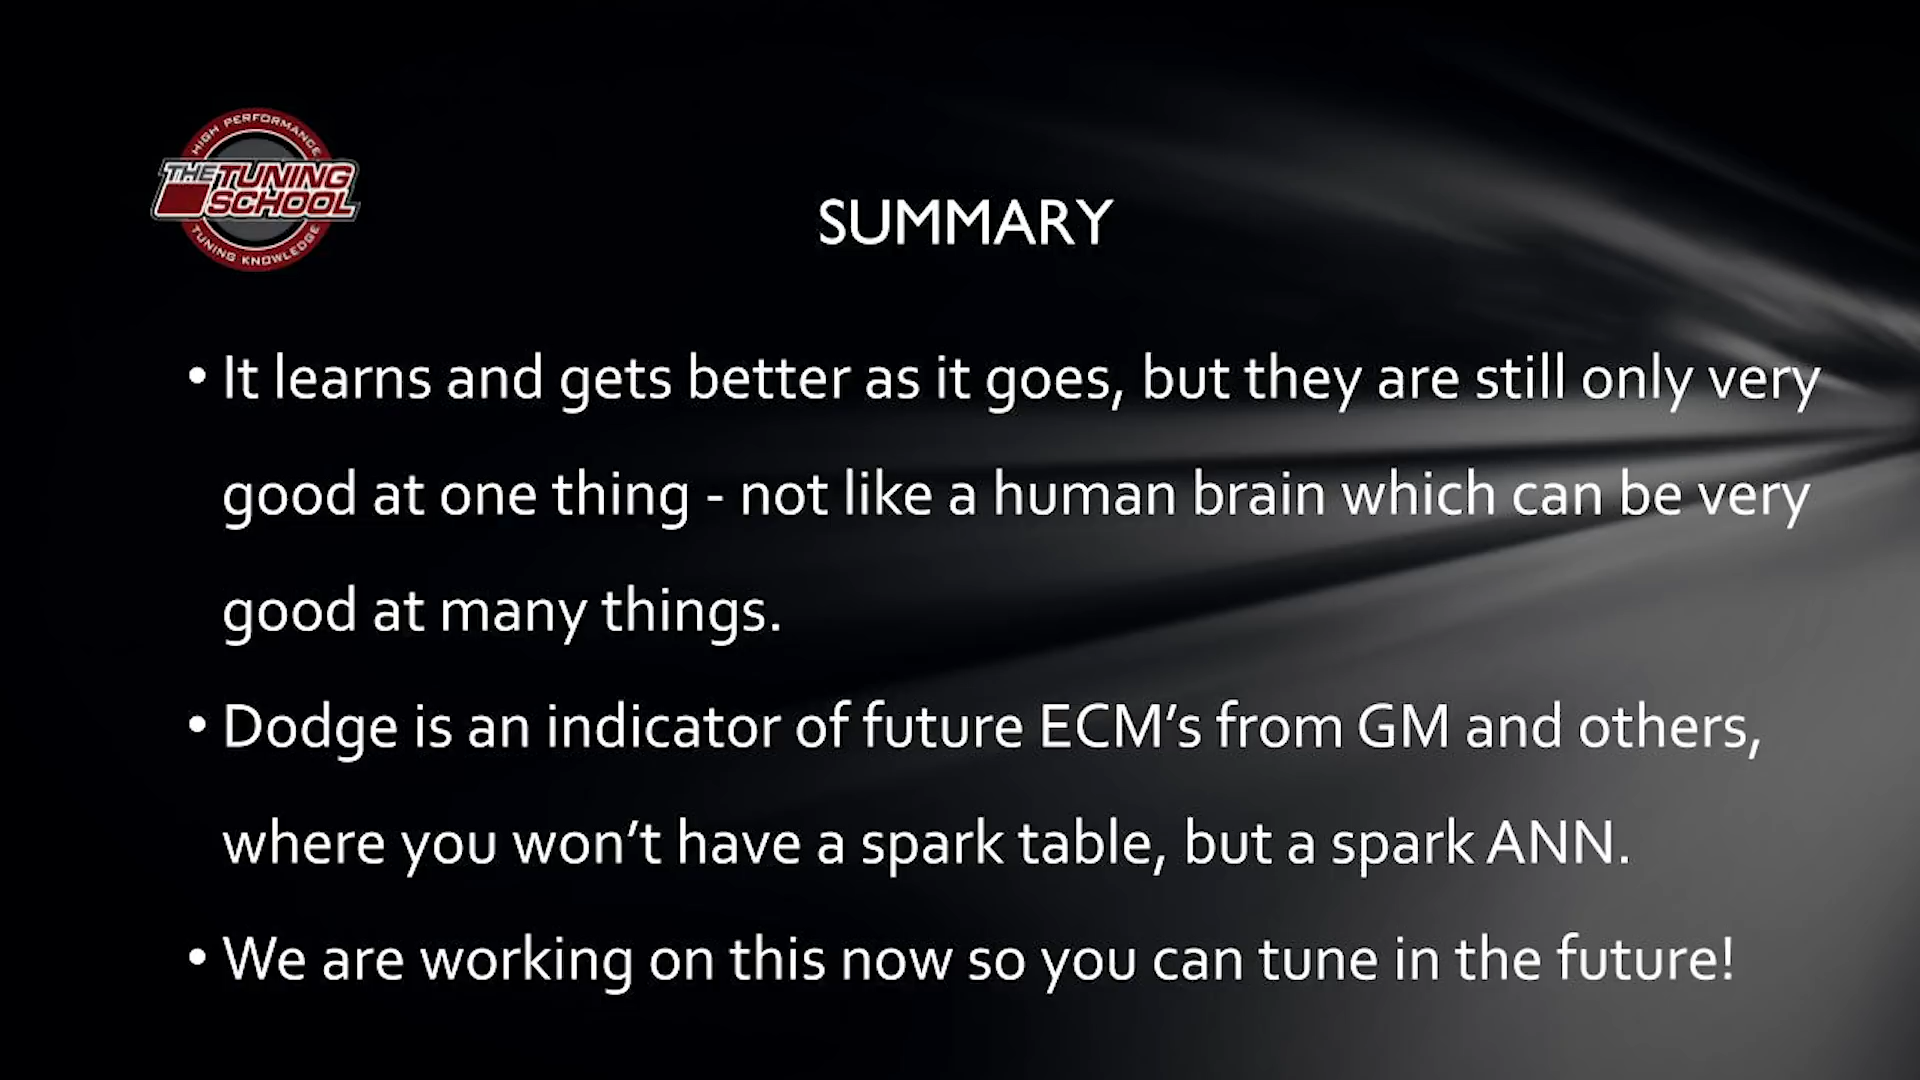 HIGH PERFORMANCE
THE TUNING
SCHOOL
TUNING KNOWLEDGE
SUMMARY
• It learns and gets better as it goes, but they are still only very
good at one thing - not like a human brain which can be very
good at many things.
• Dodge is an indicator of future ECM’s from GM and others,
where you won’t have a spark table, but a spark ANN.
• We are working on this now so you can tune in the future!